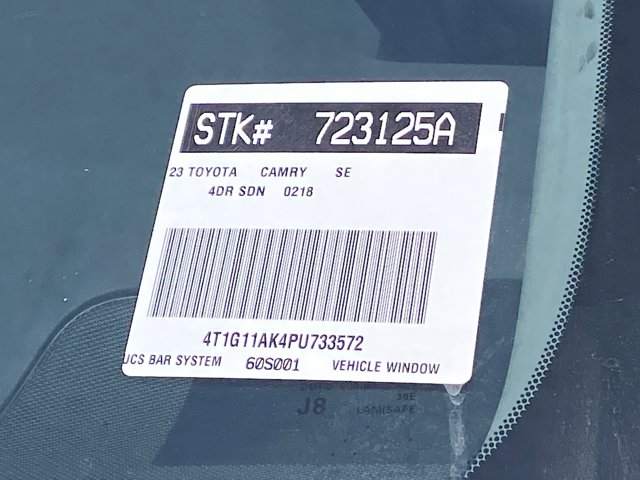 STK# 723125A
23 TOYOTA CAMRY SE
4DR SDN 0218
4T1G11AK4PU733572
UCS BAR SYSTEM 60S001 VEHICLE WINDOW
J8
LAMISAFE